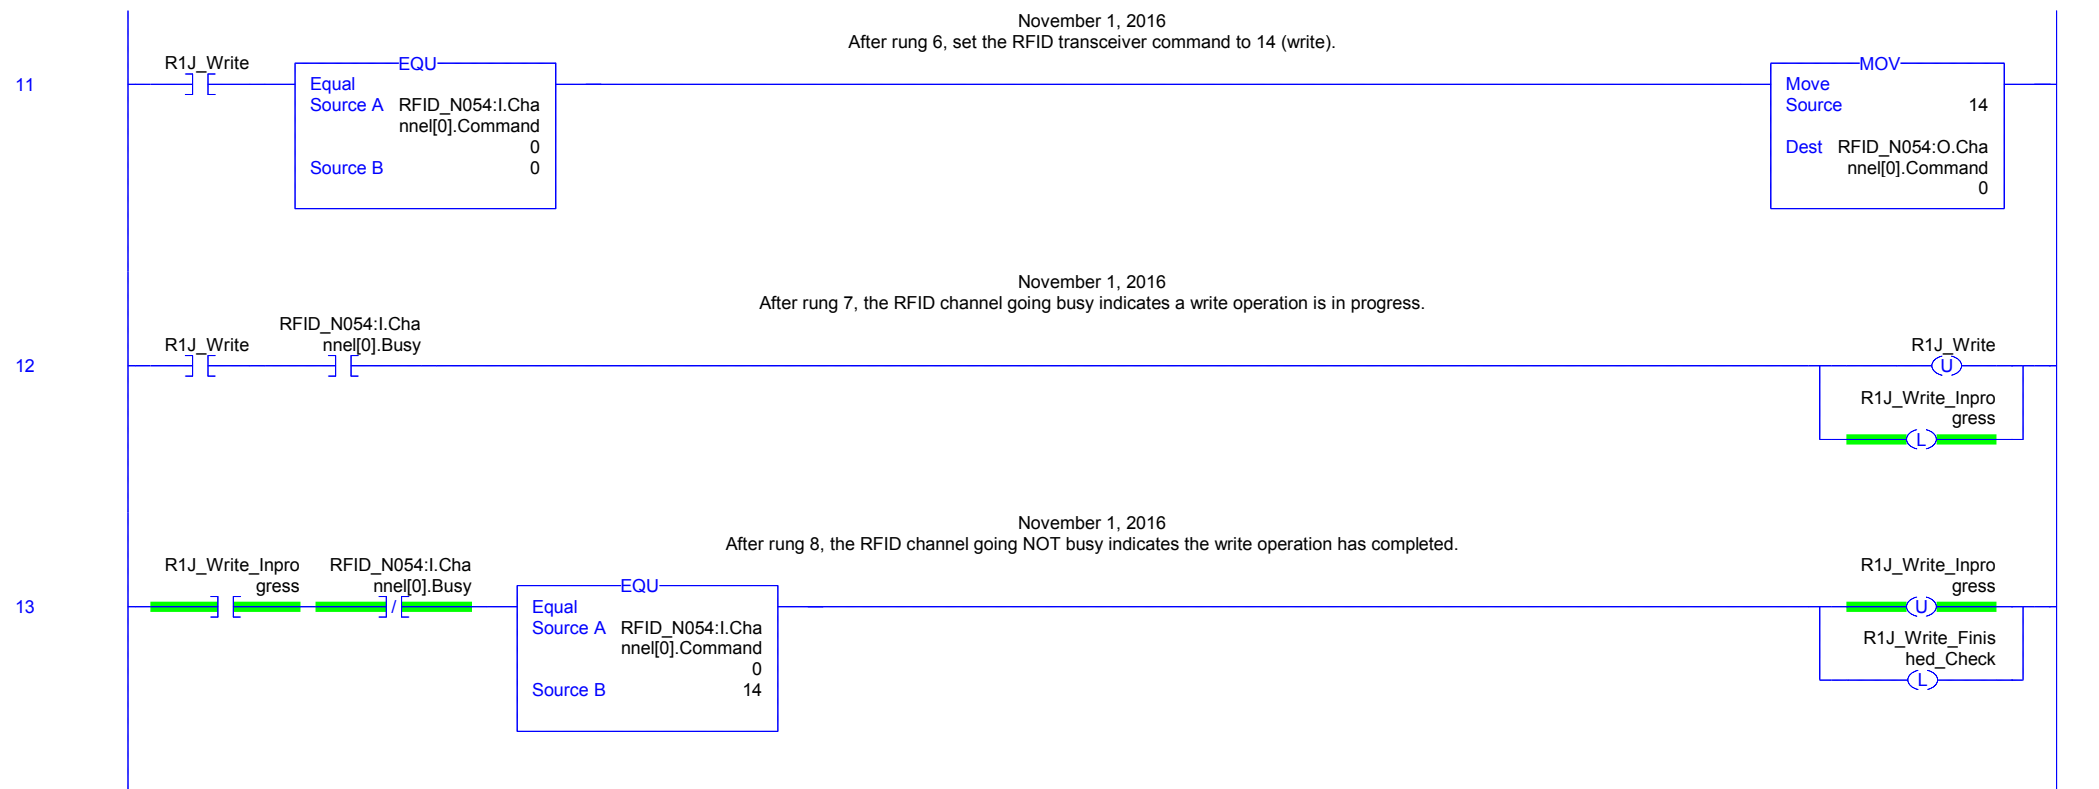 November 1, 2016
After rung 6, set the RFID transceiver command to 14 (write).
11
R1J_Write
EQU
Equal
Source A RFID_N054:I.Cha
nnel[0].Command
0
Source B 0
MOV
Move
Source 14
Dest RFID_N054:O.Cha
nnel[0].Command
0
November 1, 2016
After rung 7, the RFID channel going busy indicates a write operation is in progress.
12
R1J_Write
RFID_N054:I.Cha
nnel[0].Busy
R1J_Write
U
R1J_Write_Inpro
gress
L
November 1, 2016
After rung 8, the RFID channel going NOT busy indicates the write operation has completed.
13
R1J_Write_Inpro
gress
RFID_N054:I.Cha
nnel[0].Busy
/
EQU
Equal
Source A RFID_N054:I.Cha
nnel[0].Command
0
Source B 14
R1J_Write_Inpro
gress
U
R1J_Write_Finis
hed_Check
L